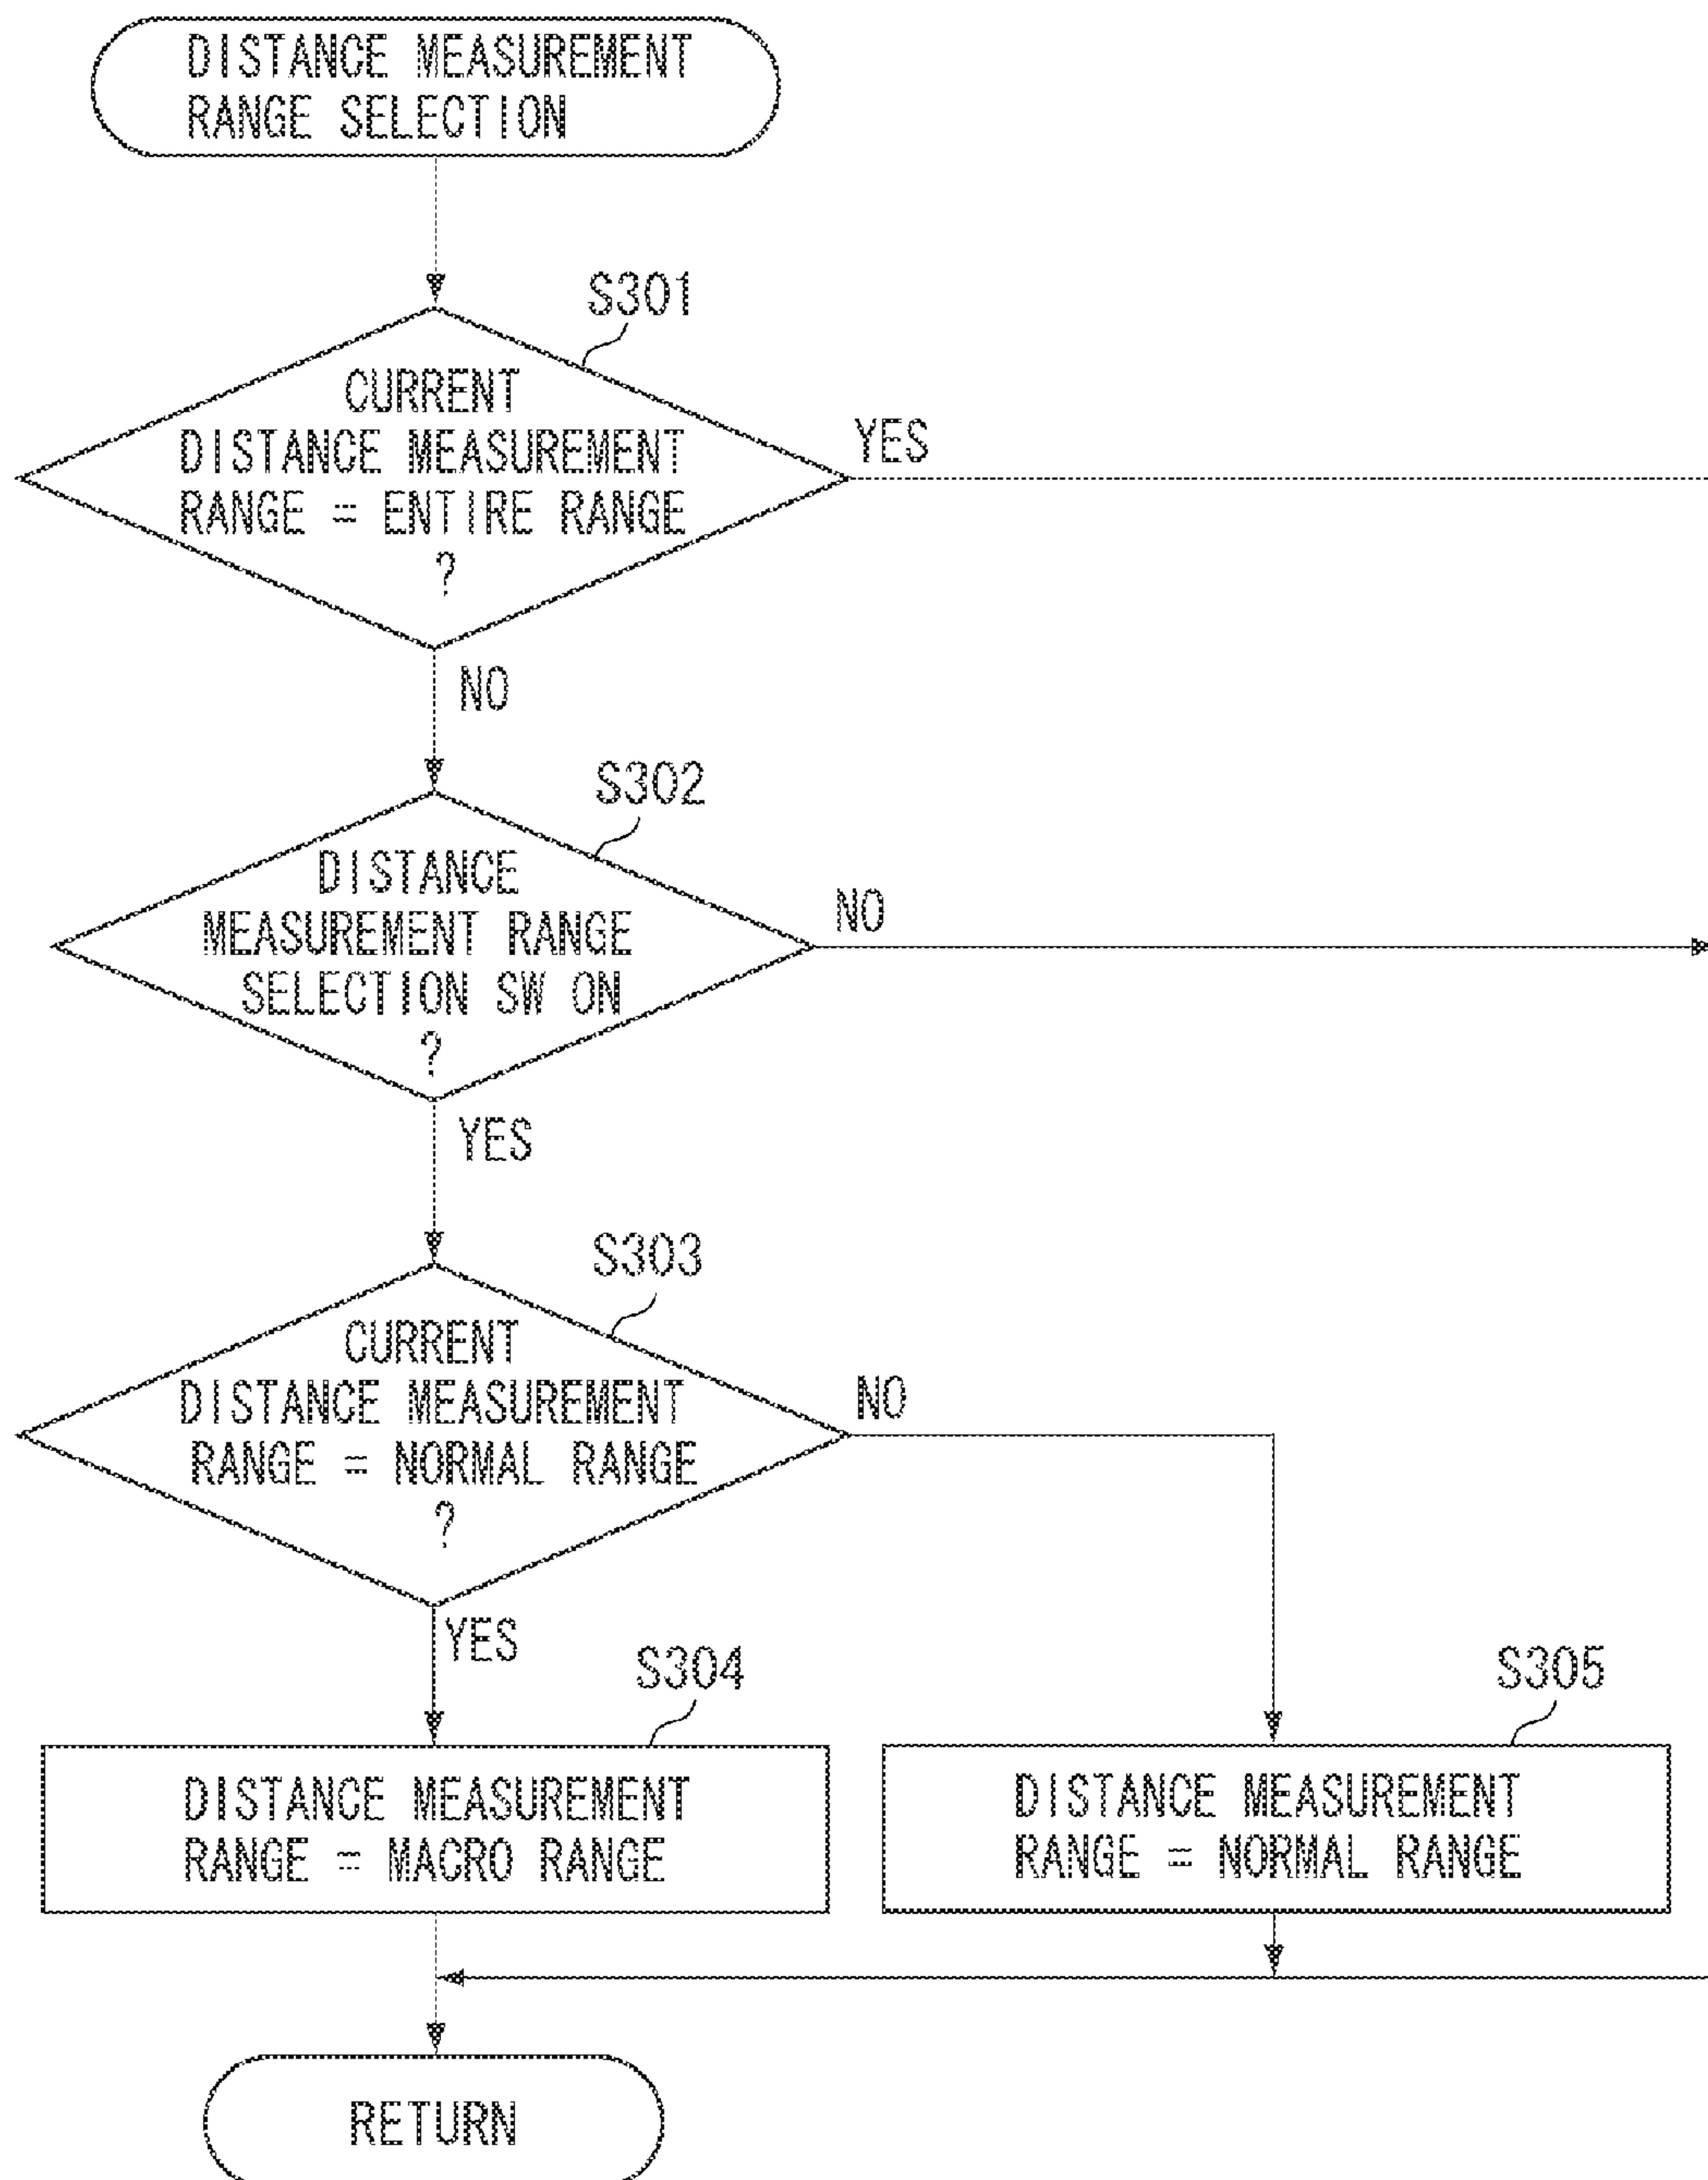 DISTANCE MEASUREMENT
RANGE SELECTION
S301
CURRENT
DISTANCE MEASUREMENT
RANGE = ENTIRE RANGE
?
YES
NO
S302
DISTANCE
MEASUREMENT RANGE
SELECTION SW ON
?
NO
YES
S303
CURRENT
DISTANCE MEASUREMENT
RANGE = NORMAL RANGE
?
NO
YES
S304
DISTANCE MEASUREMENT
RANGE = MACRO RANGE
S305
DISTANCE MEASUREMENT
RANGE = NORMAL RANGE
RETURN